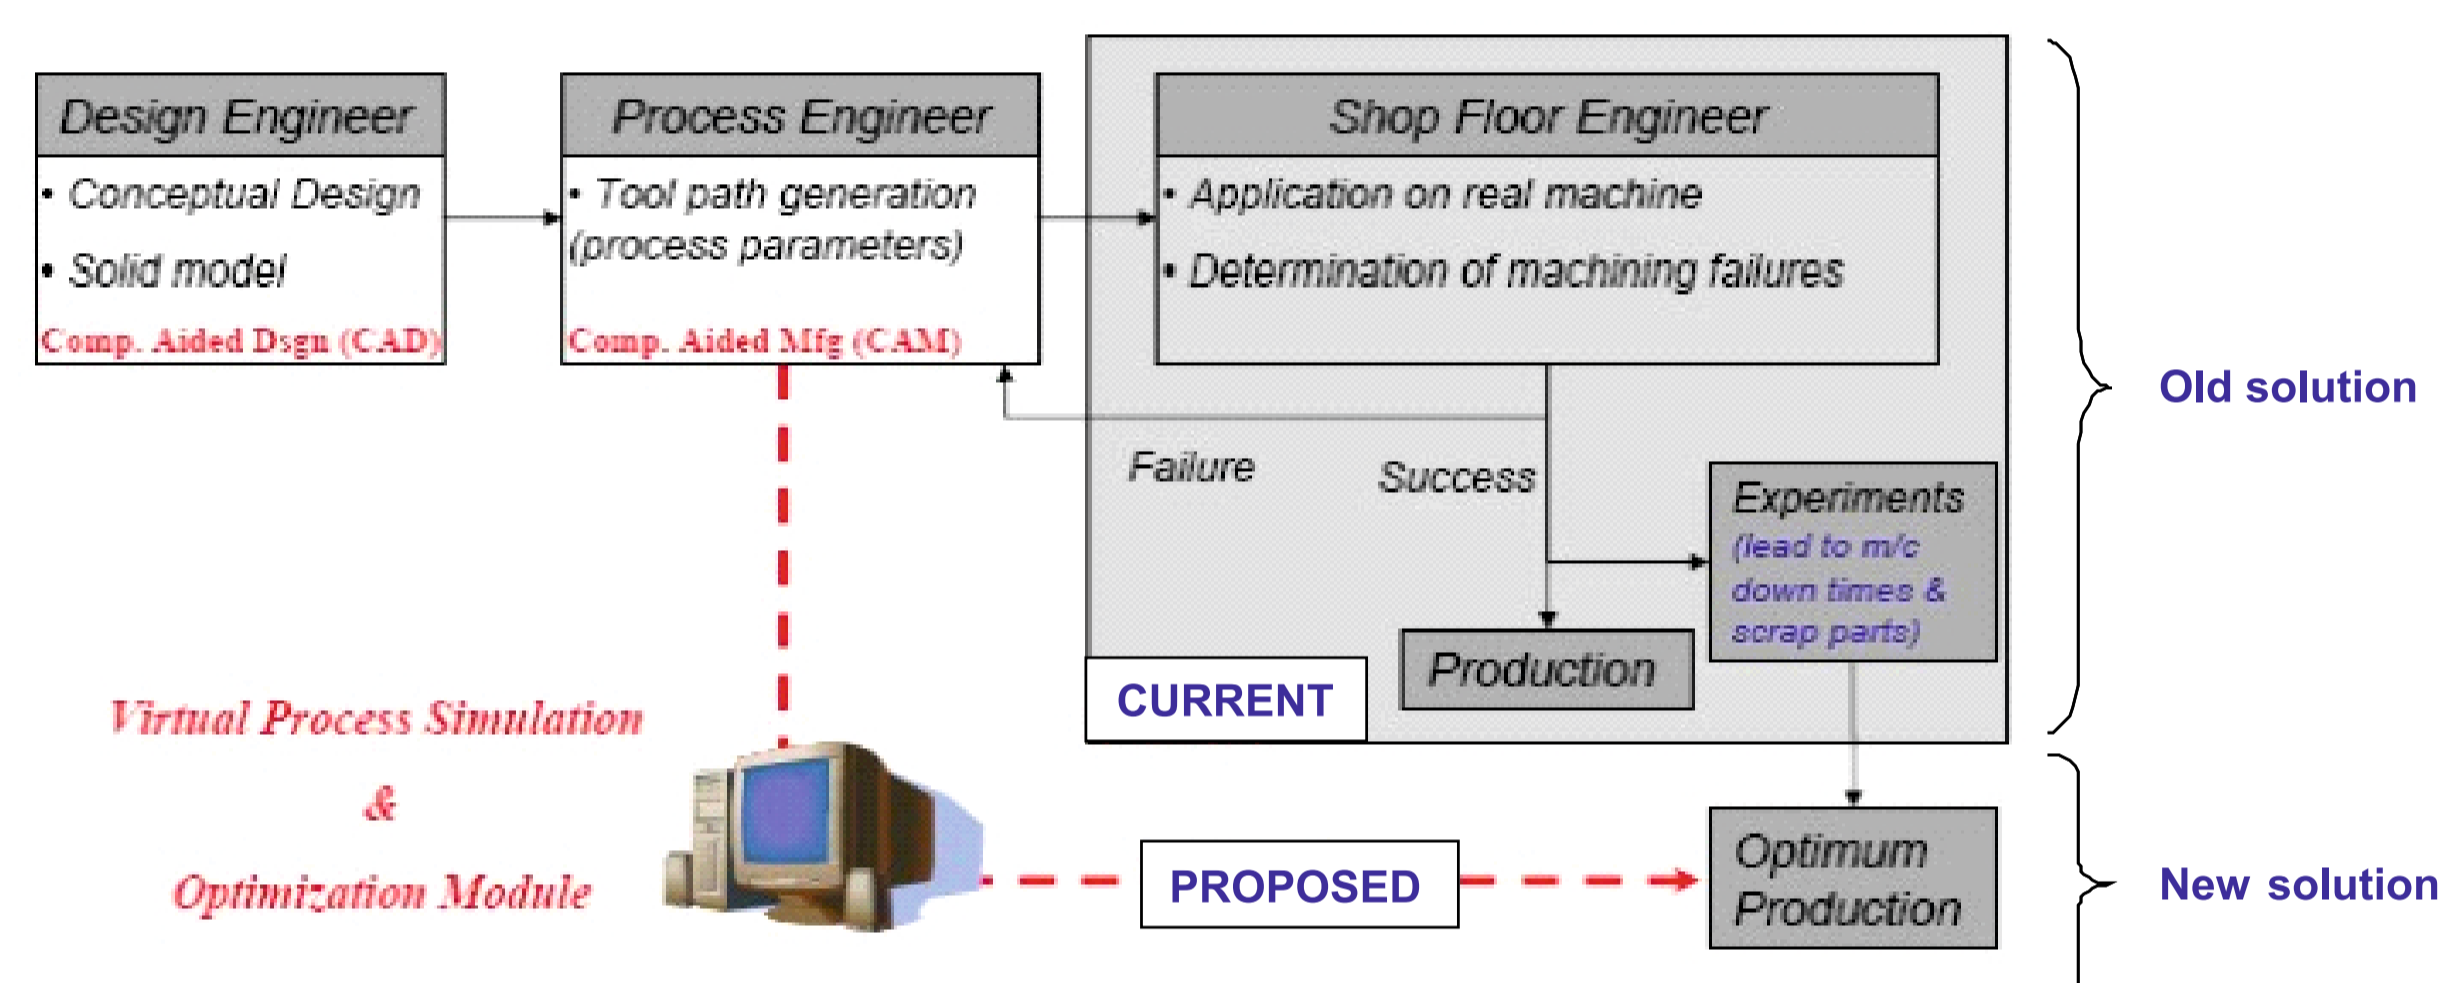 Design Engineer
• Conceptual Design
• Solid model
Comp. Aided Dsgn (CAD)
Process Engineer
• Tool path generation
(process parameters)
Comp. Aided Mfg (CAM)
Shop Floor Engineer
• Application on real machine
• Determination of machining failures
Failure
Success
Experiments
(lead to m/c
down times &
scrap parts)
Production
CURRENT
Old solution
Virtual Process Simulation
&
Optimization Module
PROPOSED
Optimum
Production
New solution